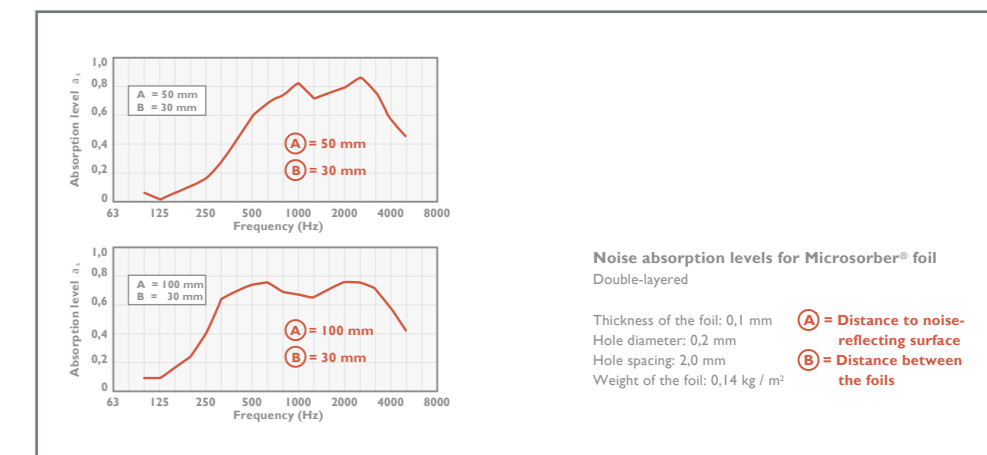 1,0
0,8
0,6
0,4
0,2
0
Absorption level a s
A = 50 mm
B = 30 mm
A = 50 mm
B = 30 mm
63 125 250 500 1000 2000 4000 8000
Frequency (Hz)
1,0
0,8
0,6
0,4
0,2
0
Absorption level a s
A = 100 mm
B = 30 mm
A = 100 mm
B = 30 mm
63 125 250 500 1000 2000 4000 8000
Frequency (Hz)
Noise absorption levels for Microsorber® foil
Double-layered
Thickness of the foil: 0,1 mm
Hole diameter: 0,2 mm
Hole spacing: 2,0 mm
Weight of the foil: 0,14 kg / m²
A = Distance to noise-
reflecting surface
B = Distance between
the foils